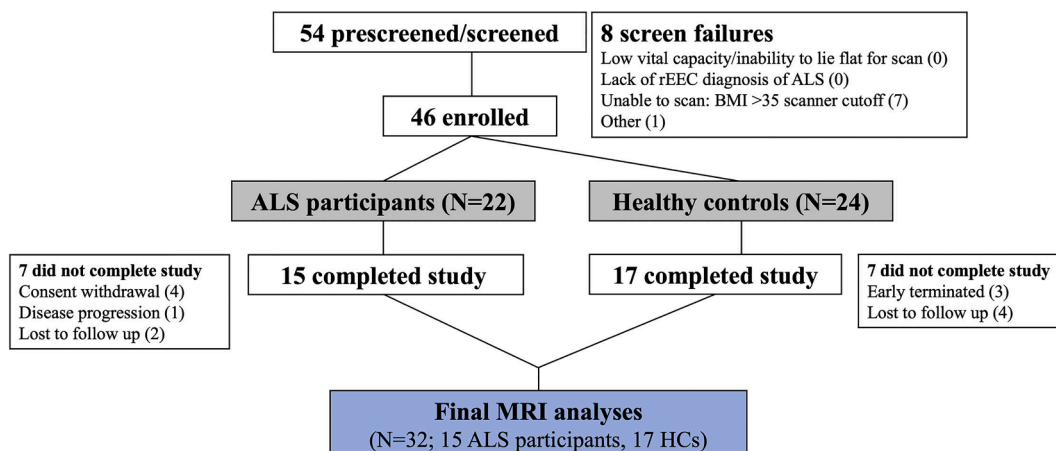 54 prescreened/screened
8 screen failures
Low vital capacity/inability to lie flat for scan (0)
Lack of rEEC diagnosis of ALS (0)
Unable to scan: BMI >35 scanner cutoff (7)
Other (1)
46 enrolled
ALS participants (N=22)
Healthy controls (N=24)
7 did not complete study
Consent withdrawal (4)
Disease progression (1)
Lost to follow up (2)
15 completed study
17 completed study
7 did not complete study
Early terminated (3)
Lost to follow up (4)
Final MRI analyses
(N=32; 15 ALS participants, 17 HCs)